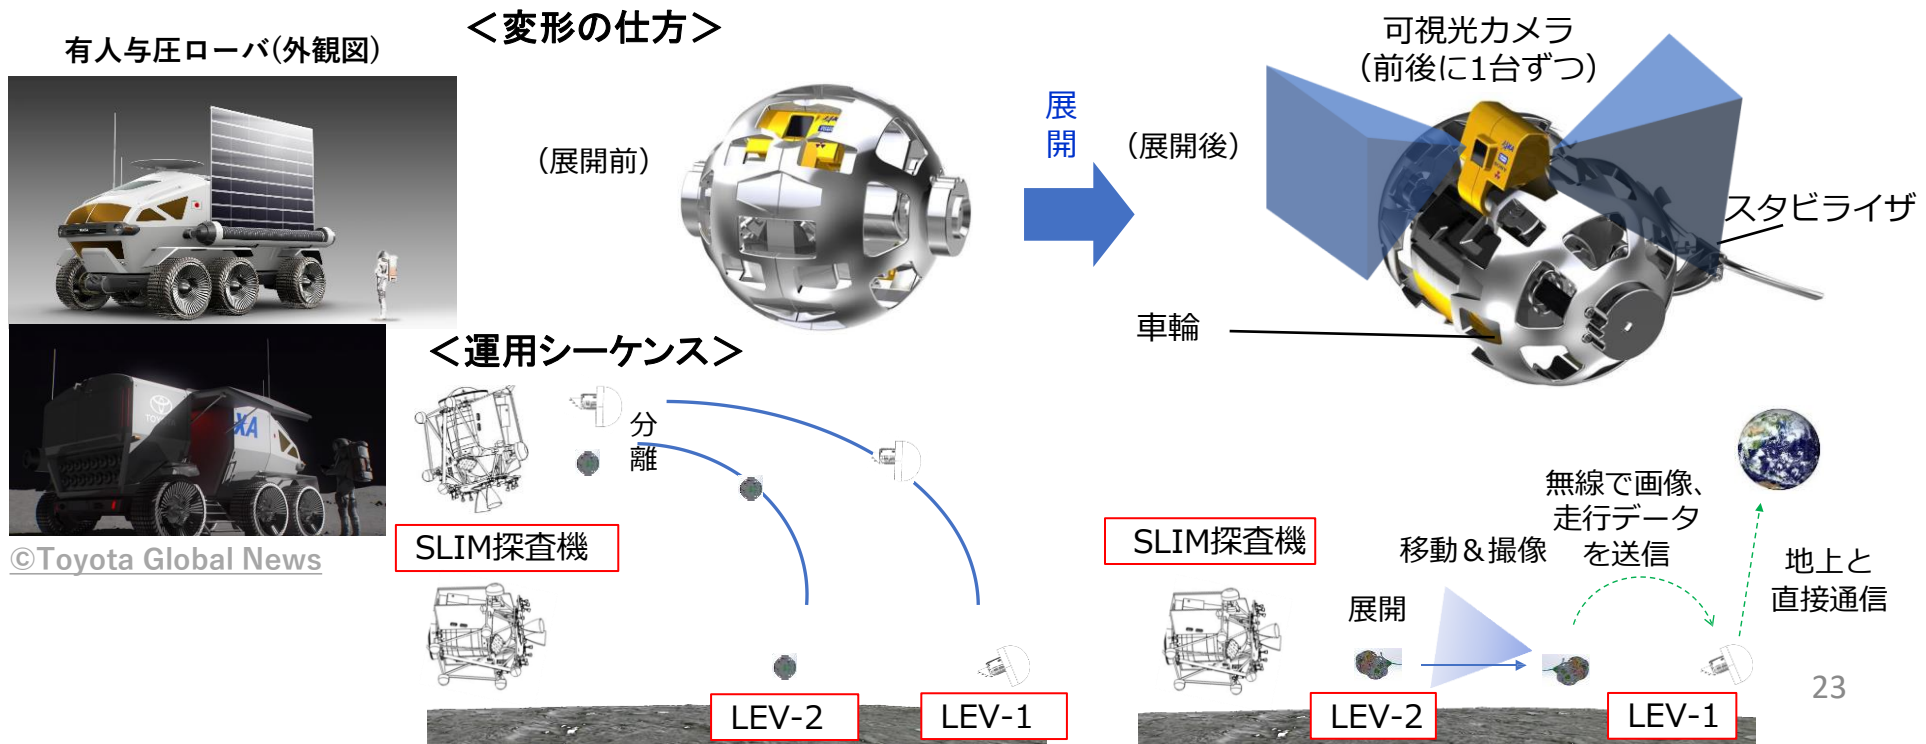 有人与圧ローバ(外観図)
＜変形の仕方＞
（展開前）
展
開
（展開後）
可視光カメラ
（前後に1台ずつ）
スタビライザ
車輪
©Toyota Global News
＜運用シーケンス＞
分
離
SLIM探査機
LEV-2
LEV-1
SLIM探査機
展開
移動＆撮像
無線で画像、
走行データ
を送信
地上と
直接通信
LEV-2
LEV-1
23